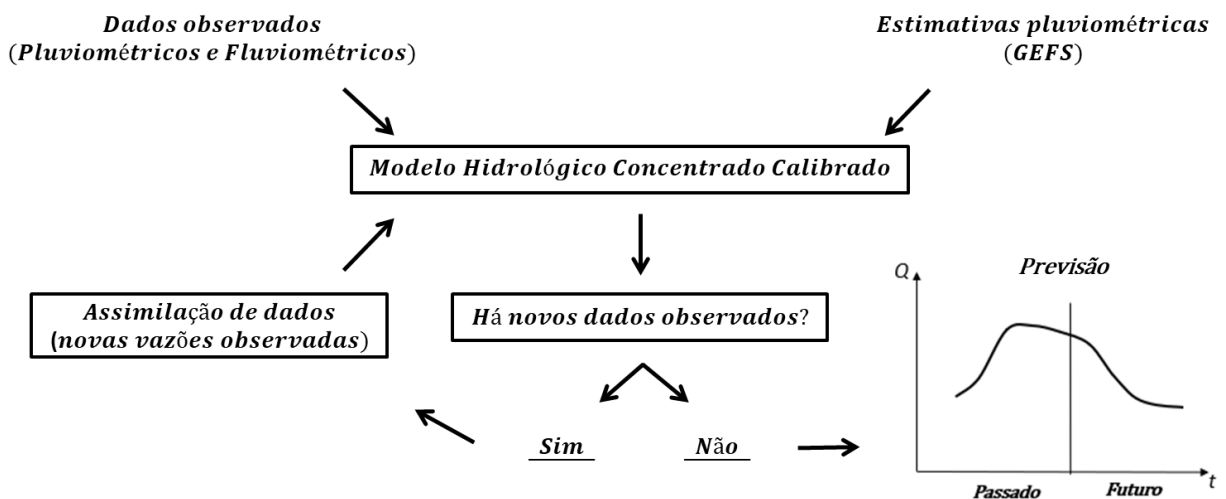 Dados observados
(Pluviométricos e Fluviométricos)
Estimativas pluviométricas
(GEFS)
Modelo Hidrológico Concentrado Calibrado
Assimilação de dados
(novas vazões observadas)
Há novos dados observados?
Sim
Não
Q
Previsão
t
Passado
Futuro